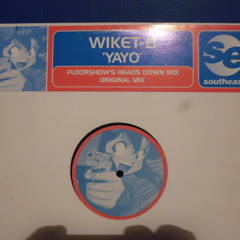 WIKET-B
'YAYO'
FLOORSHOW'S HEADS DOWN MIX
ORIGINAL MIX
se
southeas